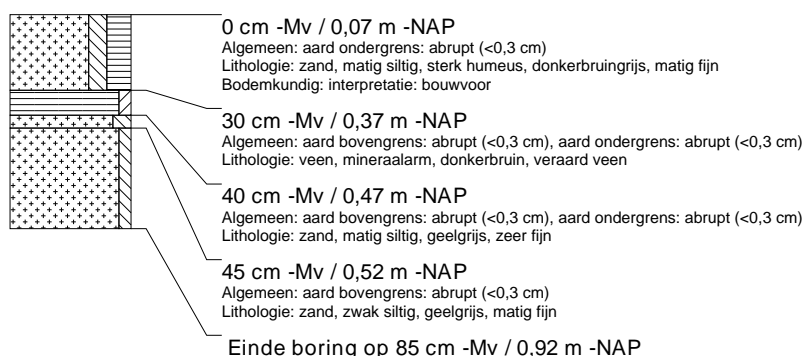 0 cm -Mv / 0,07 m -NAP
Algemeen: aard ondergrens: abrupt (<0,3 cm)
Lithologie: zand, matig siltig, sterk humeus, donkerbruingrijs, matig fijn
Bodemkundig: interpretatie: bouwvoor
30 cm -Mv / 0,37 m -NAP
Algemeen: aard bovengrens: abrupt (<0,3 cm), aard ondergrens: abrupt (<0,3 cm)
Lithologie: veen, mineraalarm, donkerbruin, veraard veen
40 cm -Mv / 0,47 m -NAP
Algemeen: aard bovengrens: abrupt (<0,3 cm), aard ondergrens: abrupt (<0,3 cm)
Lithologie: zand, matig siltig, geelgrijs, zeer fijn
45 cm -Mv / 0,52 m -NAP
Algemeen: aard bovengrens: abrupt (<0,3 cm)
Lithologie: zand, zwak siltig, geelgrijs, matig fijn
Einde boring op 85 cm -Mv / 0,92 m -NAP